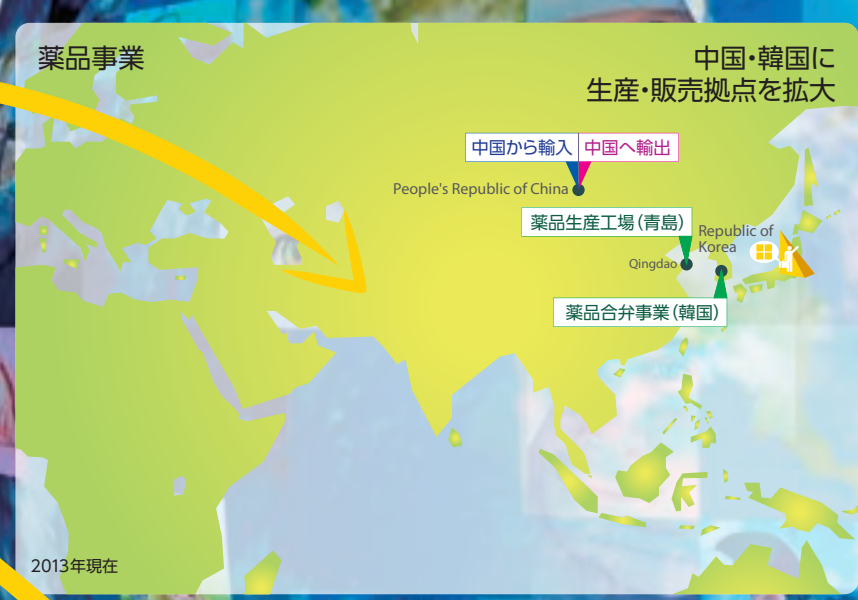 薬品事業
中国・韓国に
生産・販売拠点を拡大
中国から輸入
中国へ輸出
People's Republic of China
薬品生産工場(青島)
Republic of
Korea
Qingdao
薬品合弁事業(韓国)
2013年現在